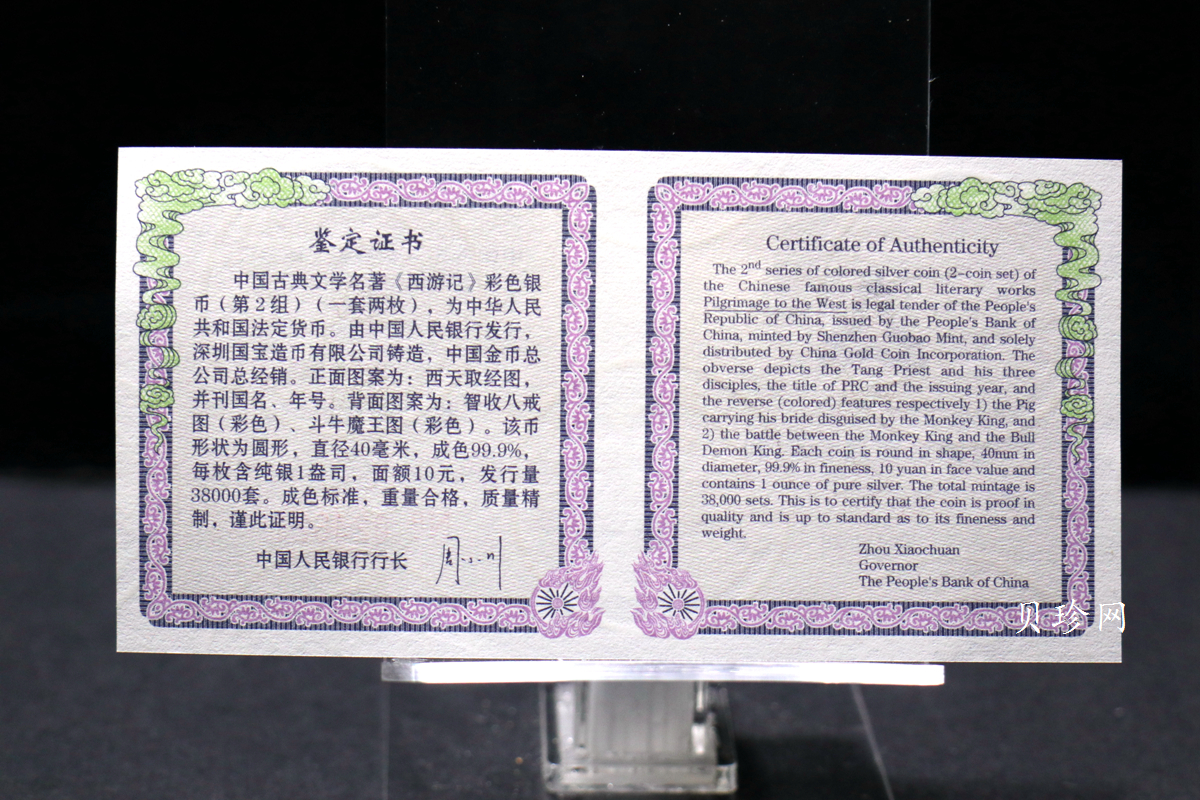 鉴定证书
中国古典文学名著《西游记》彩色银
币（第2组）（一套两枚），为中华人民
共和国法定货币。由中国人民银行发行，
深圳国宝造币有限公司铸造，中国金币总
公司总经销。正面图案为：西天取经图，
并刊国名、年号。背面图案为：智收八戒
图（彩色）、斗牛魔王图（彩色）。该币
形状为圆形，直径40毫米，成色99.9%，
每枚含纯银1盎司，面额10元，发行量
38000套。成色标准，重量合格，质量精
制，谨此证明。
中国人民银行行长 周小川
Certificate of Authenticity
The 2nd series of colored silver coin (2-coin set) of
the Chinese famous classical literary works
Pilgrimage to the West is legal tender of the People's
Republic of China, issued by the People's Bank of
China, minted by Shenzhen Guobao Mint, and solely
distributed by China Gold Coin Incorporation. The
obverse depicts the Tang Priest and his three
disciples, the title of PRC and the issuing year, and
the reverse (colored) features respectively 1) the Pig
carrying his bride disguised by the Monkey King, and
2) the battle between the Monkey King and the Bull
Demon King. Each coin is round in shape, 40mm in
diameter, 99.9% in fineness, 10 yuan in face value and
contains 1 ounce of pure silver. The total mintage is
38,000 sets. This is to certify that the coin is proof in
quality and is up to standard as to its fineness and
weight.
Zhou Xiaochuan
Governor
The People's Bank of China
贝珍网